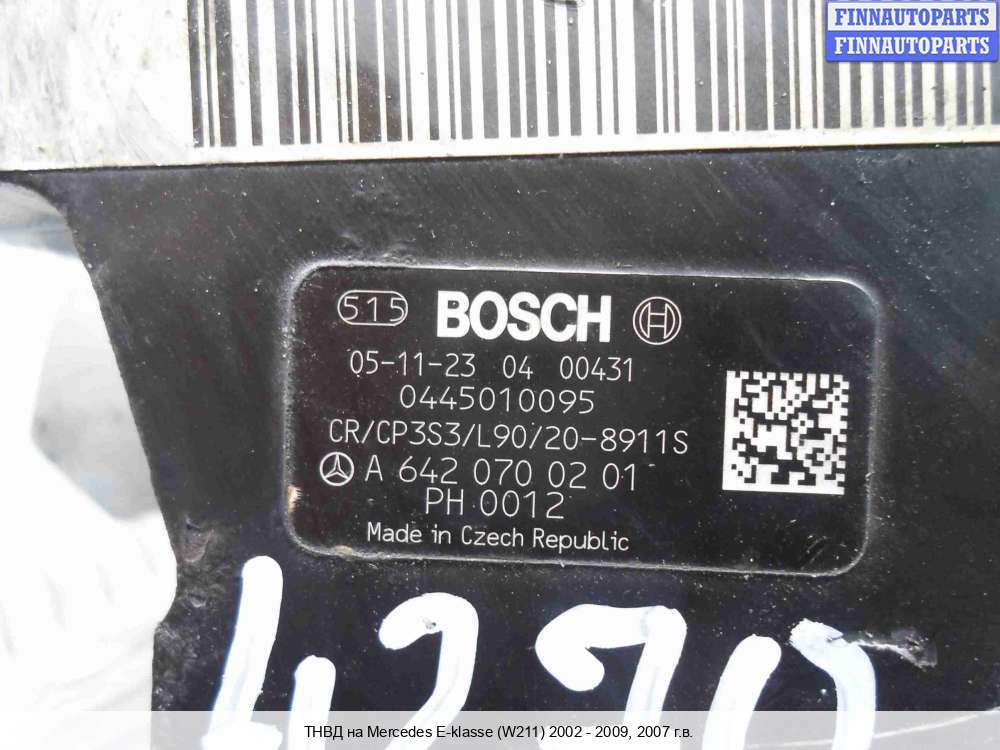 FINNAUTOPARTS
FINNAUTOPARTS
515 BOSCH
05-11-23 04 00431
0445010095
CR/CP3S3/L90/20-8911S
A 642 070 02 01
PH 0012
Made in Czech Republic
ТНВД на Mercedes E-klasse (W211) 2002 - 2009, 2007 г.в.